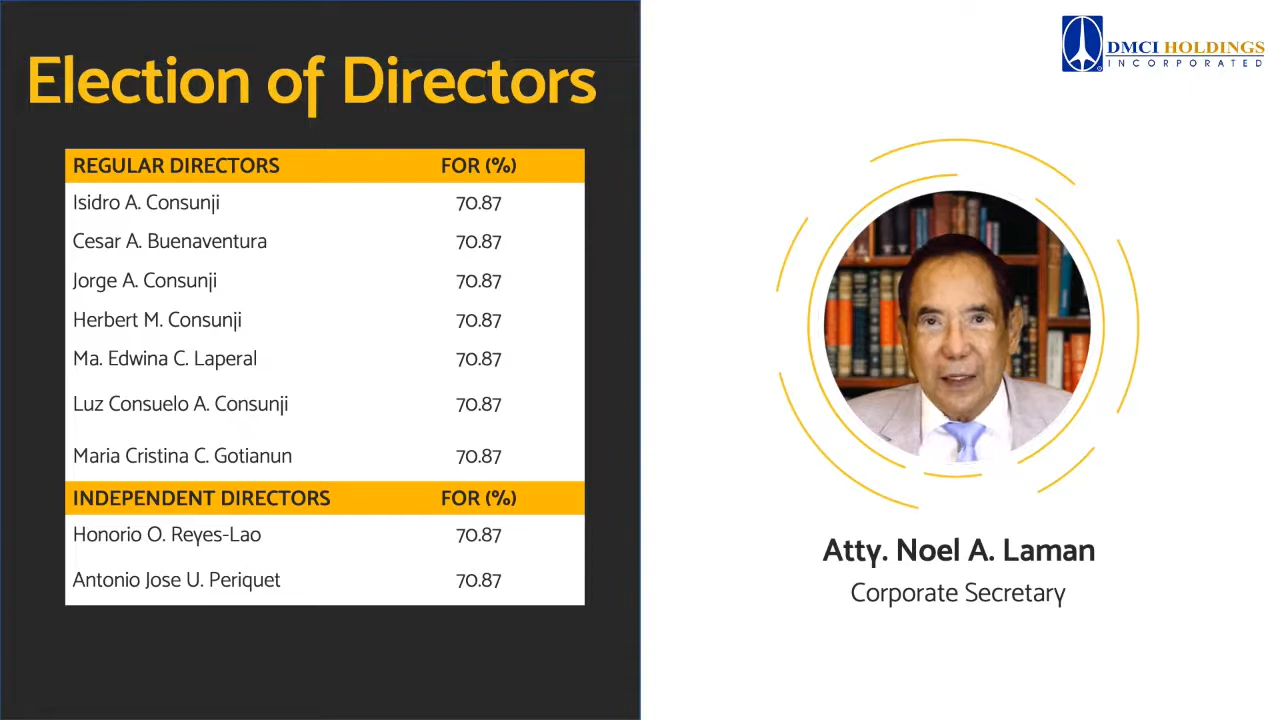 Election of Directors
REGULAR DIRECTORS FOR (%)
Isidro A. Consunji 70.87
Cesar A. Buenaventura 70.87
Jorge A. Consunji 70.87
Herbert M. Consunji 70.87
Ma. Edwina C. Laperal 70.87
Luz Consuelo A. Consunji 70.87
Maria Cristina C. Gotianun 70.87
INDEPENDENT DIRECTORS FOR (%)
Honorio O. Reyes-Lao 70.87
Antonio Jose U. Periquet 70.87
DMCI HOLDINGS
INCORPORATED
Atty. Noel A. Laman
Corporate Secretary